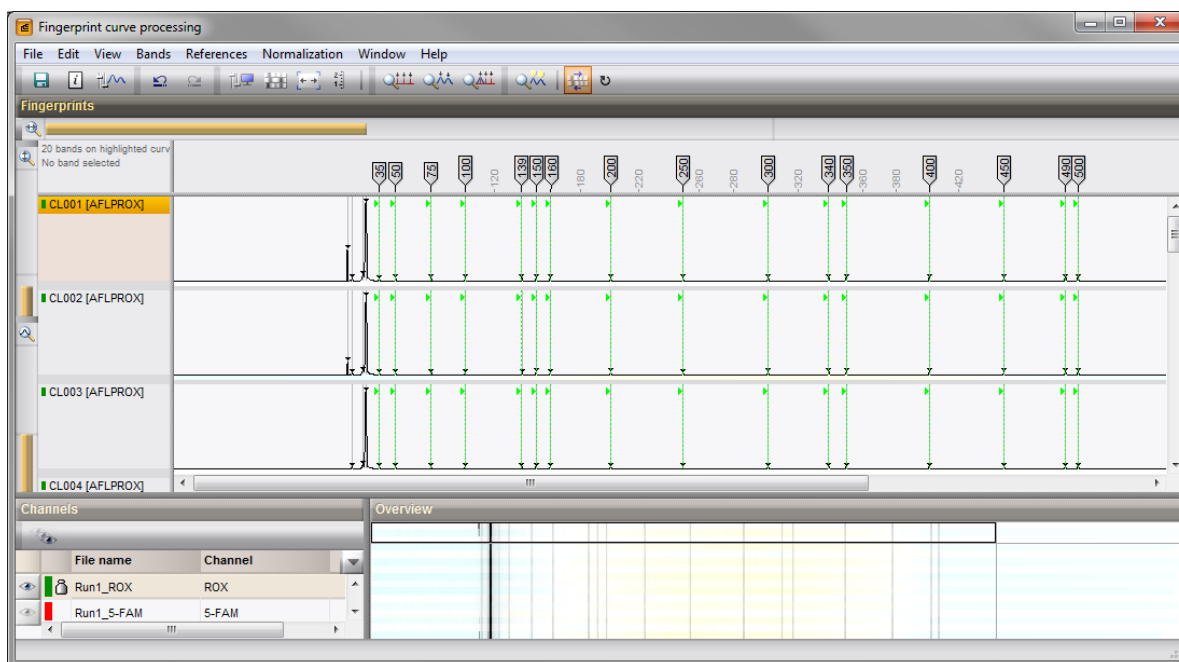 Fingerprint curve processing
File Edit View Bands References Normalization Window Help
Fingerprints
20 bands on highlighted curv
No band selected
35 50 75 100 -120 139 150 160 -180 200 -220 250 -260 -280 300 -320 340 350 -360 -380 400 -420 450 490 500
CL001 [AFLPROX]
CL002 [AFLPROX]
CL003 [AFLPROX]
CL004 [AFLPROX]
Channels
Overview
File name Channel
Run1_ROX ROX
Run1_5-FAM 5-FAM